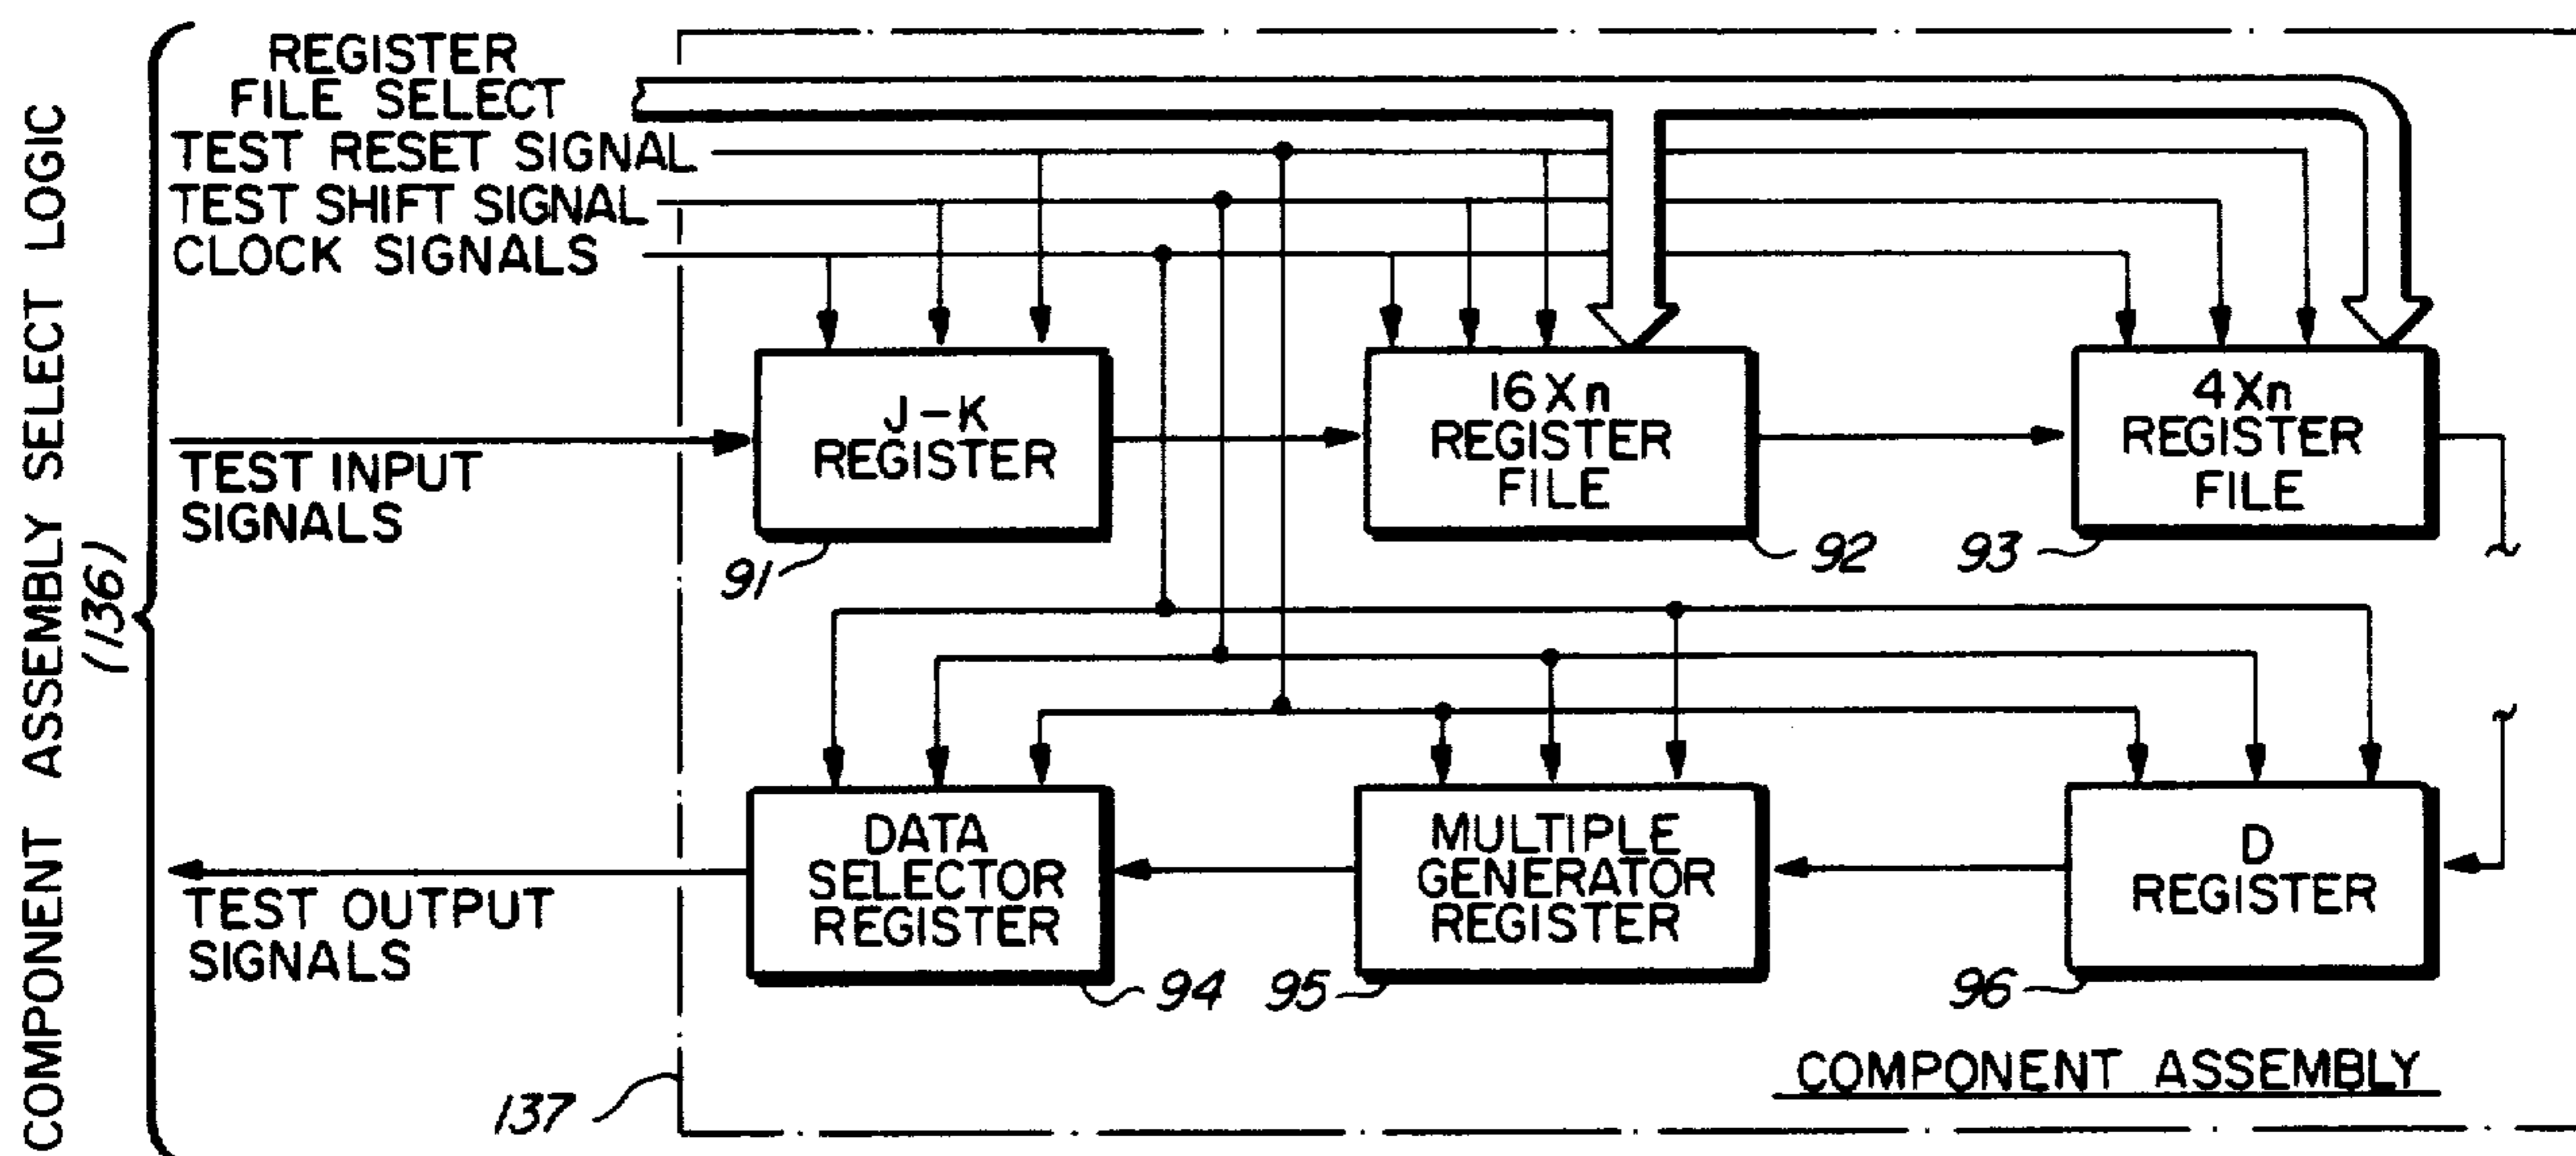 COMPONENT ASSEMBLY SELECT LOGIC
(136)
REGISTER
FILE SELECT
TEST RESET SIGNAL
TEST SHIFT SIGNAL
CLOCK SIGNALS
TEST INPUT
SIGNALS
J-K
REGISTER
91
16Xn
REGISTER
FILE
92
4Xn
REGISTER
FILE
93
TEST OUTPUT
SIGNALS
DATA
SELECTOR
REGISTER
94
MULTIPLE
GENERATOR
REGISTER
95
D
REGISTER
96
137
COMPONENT ASSEMBLY